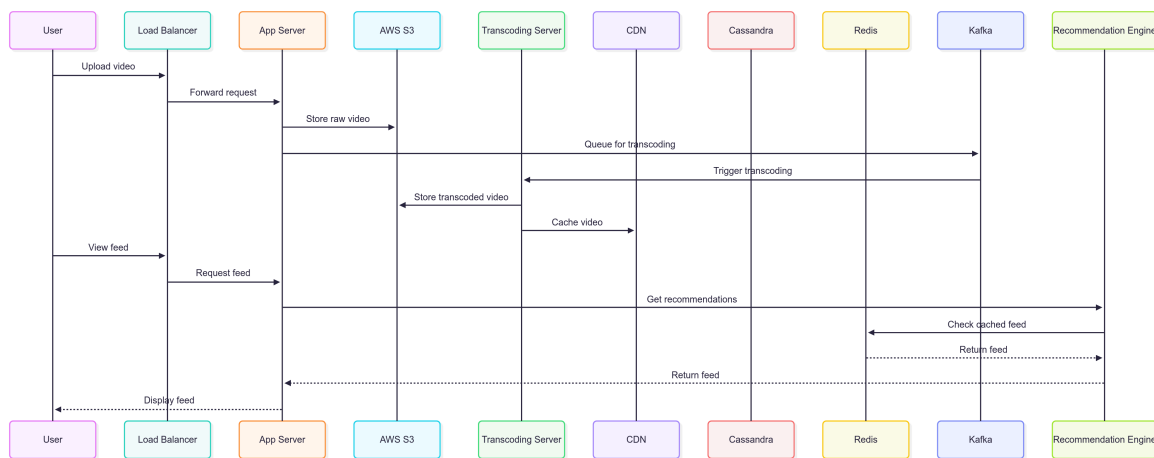 User
Load Balancer
App Server
AWS S3
Transcoding Server
CDN
Cassandra
Redis
Kafka
Recommendation Engine
Upload video
Forward request
Store raw video
Queue for transcoding
Trigger transcoding
Store transcoded video
Cache video
View feed
Request feed
Get recommendations
Check cached feed
Return feed
Return feed
Display feed
User
Load Balancer
App Server
AWS S3
Transcoding Server
CDN
Cassandra
Redis
Kafka
Recommendation Engine